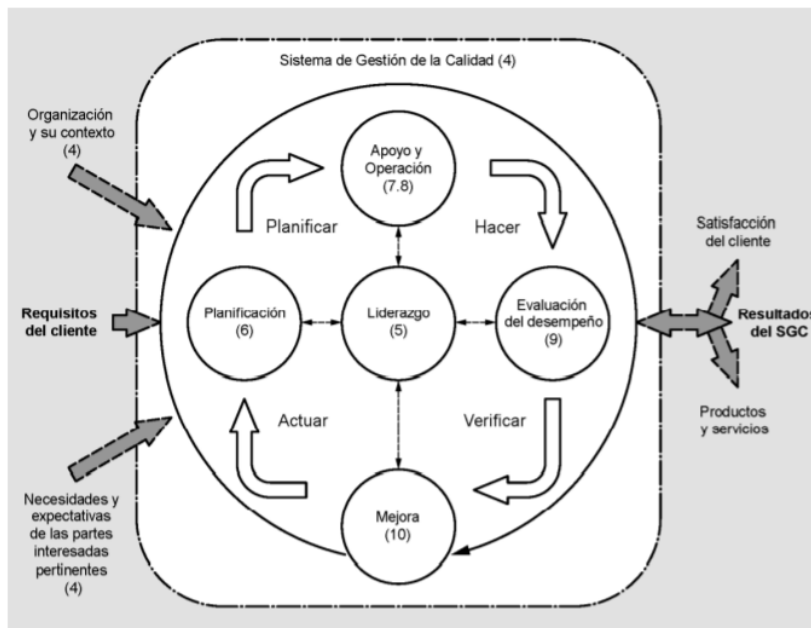 Sistema de Gestión de la Calidad (4)
Organización
y su contexto
(4)
Apoyo y
Operación
(7.8)
Planificar
Hacer
Satisfacción
del cliente
Requisitos
del cliente
Planificación
(6)
Liderazgo
(5)
Evaluación
del desempeño
(9)
Resultados
del SGC
Actuar
Verificar
Productos
y servicios
Mejora
(10)
Necesidades y
expectativas
de las partes
interesadas
pertinentes
(4)